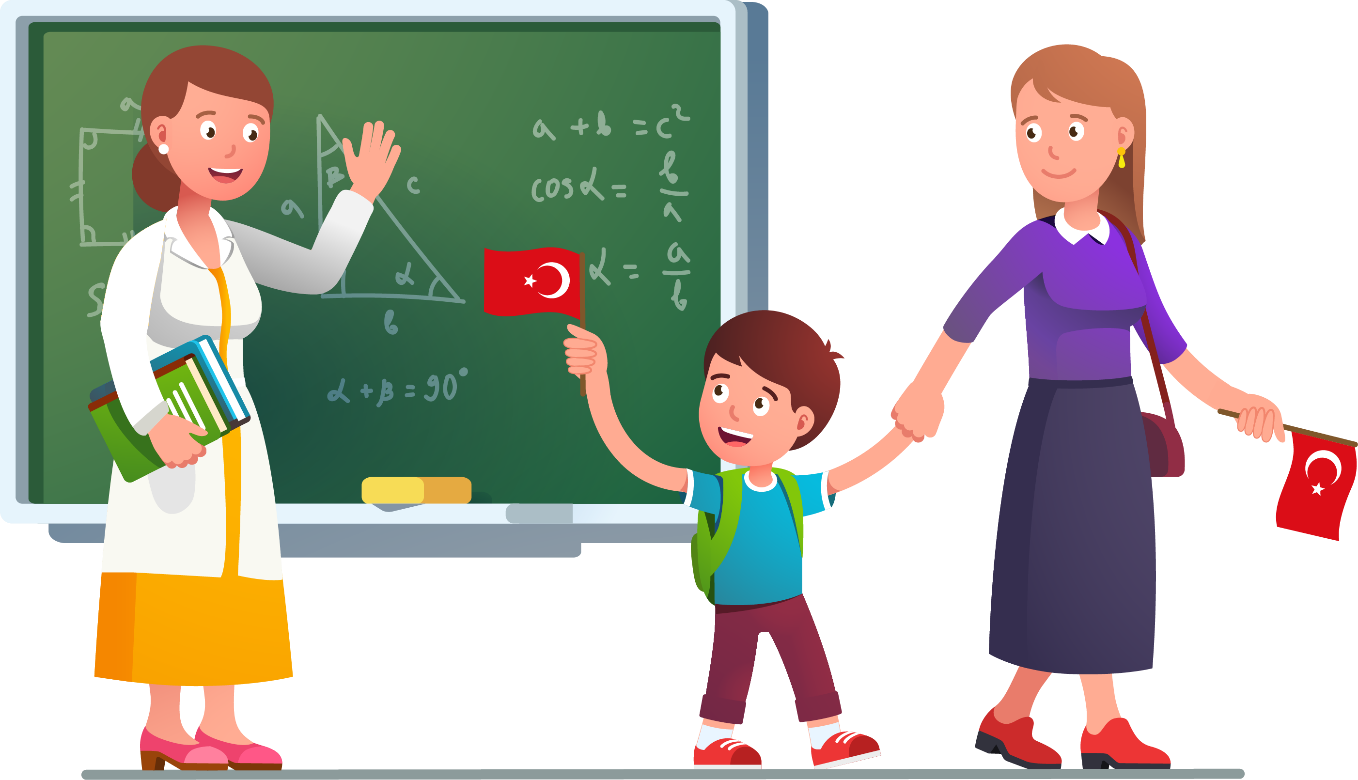 a
a + b = c²
β
c
cos α = b/a
a
α
α = a/b
S
b
α + β = 90°